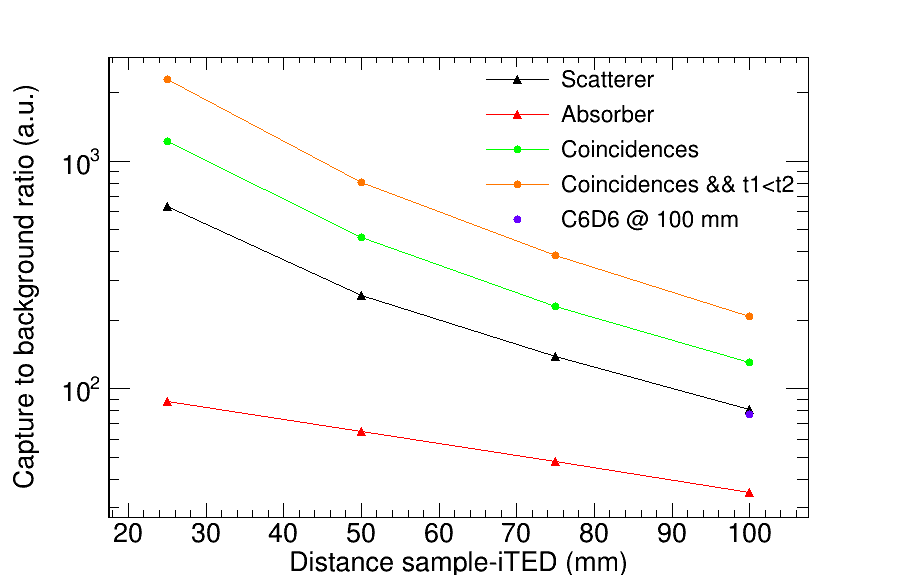 Capture to background ratio (a.u.)
10³
10²
Scatterer
Absorber
Coincidences
Coincidences && t1<t2
C6D6 @ 100 mm
20 30 40 50 60 70 80 90 100
Distance sample-iTED (mm)